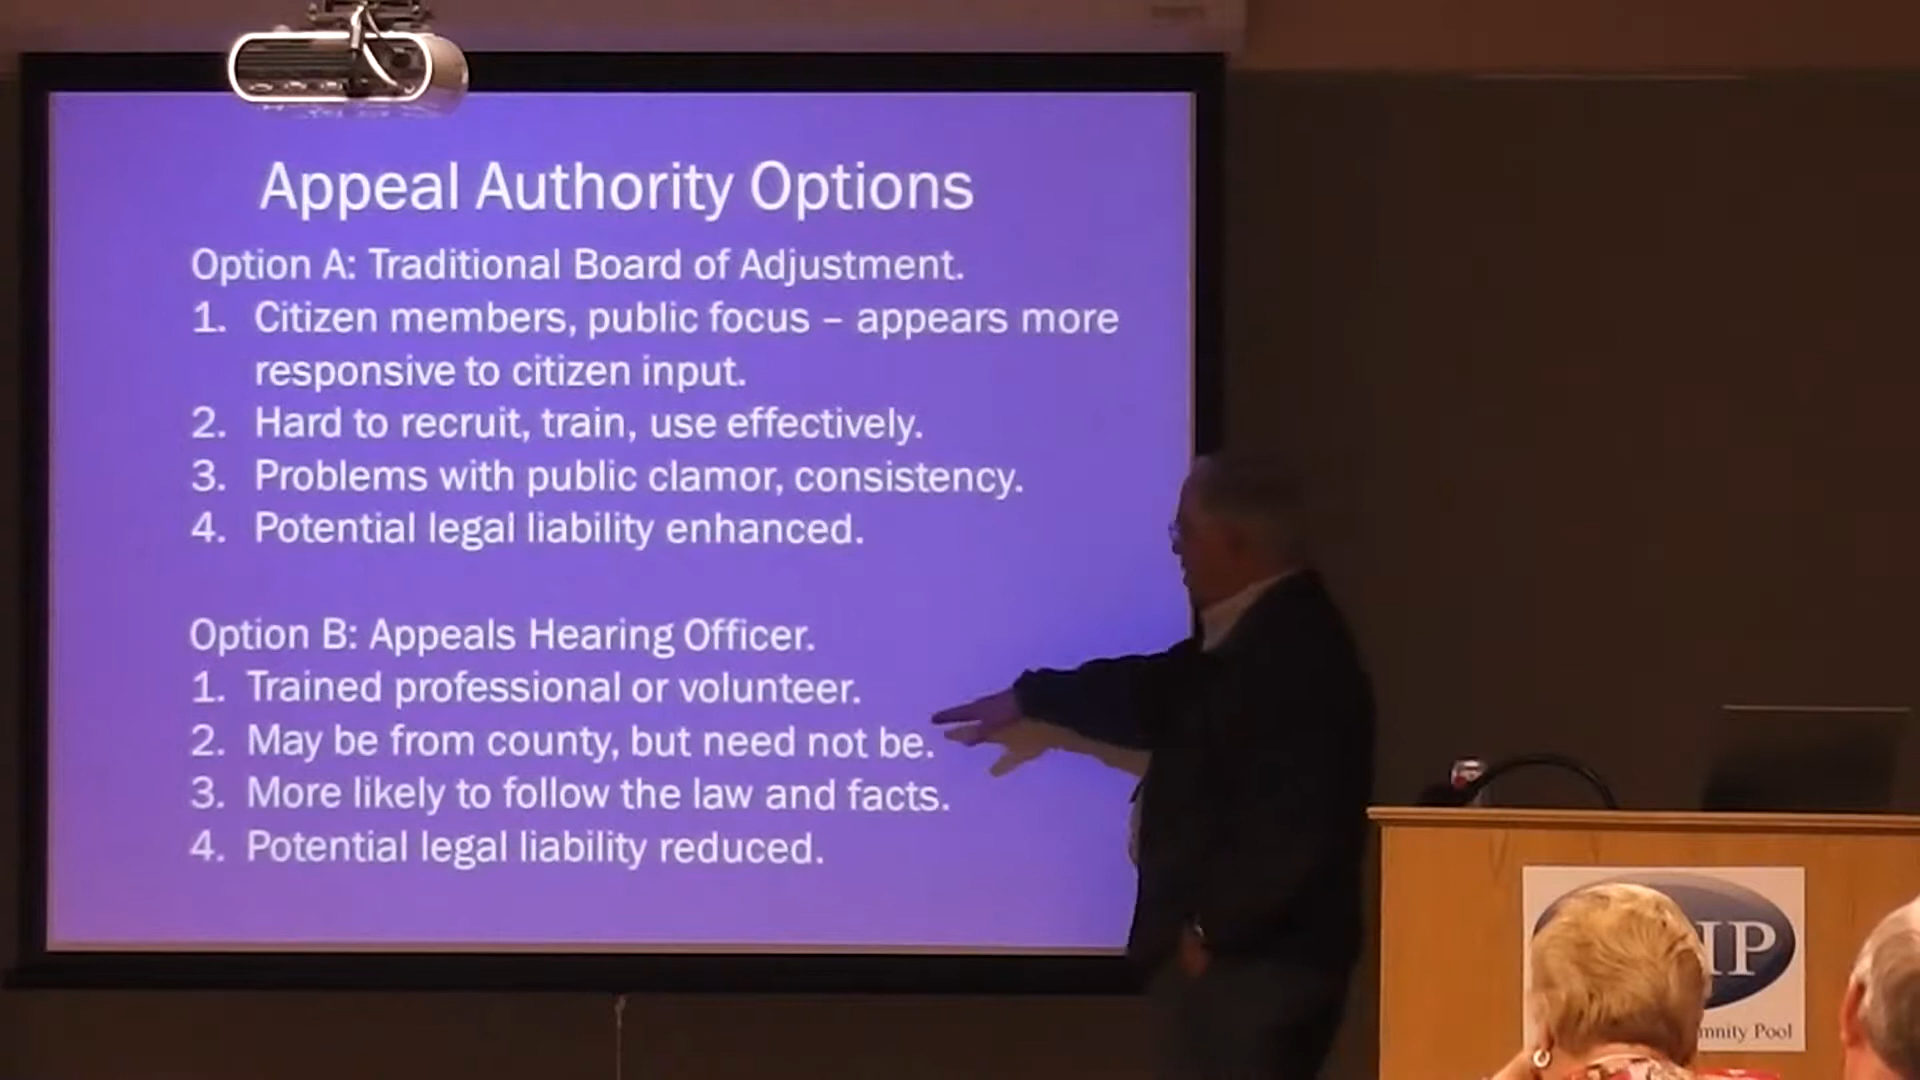 Appeal Authority Options
Option A: Traditional Board of Adjustment.
1. Citizen members, public focus – appears more
responsive to citizen input.
2. Hard to recruit, train, use effectively.
3. Problems with public clamor, consistency.
4. Potential legal liability enhanced.
Option B: Appeals Hearing Officer.
1. Trained professional or volunteer.
2. May be from county, but need not be.
3. More likely to follow the law and facts.
4. Potential legal liability reduced.
IP
Pool